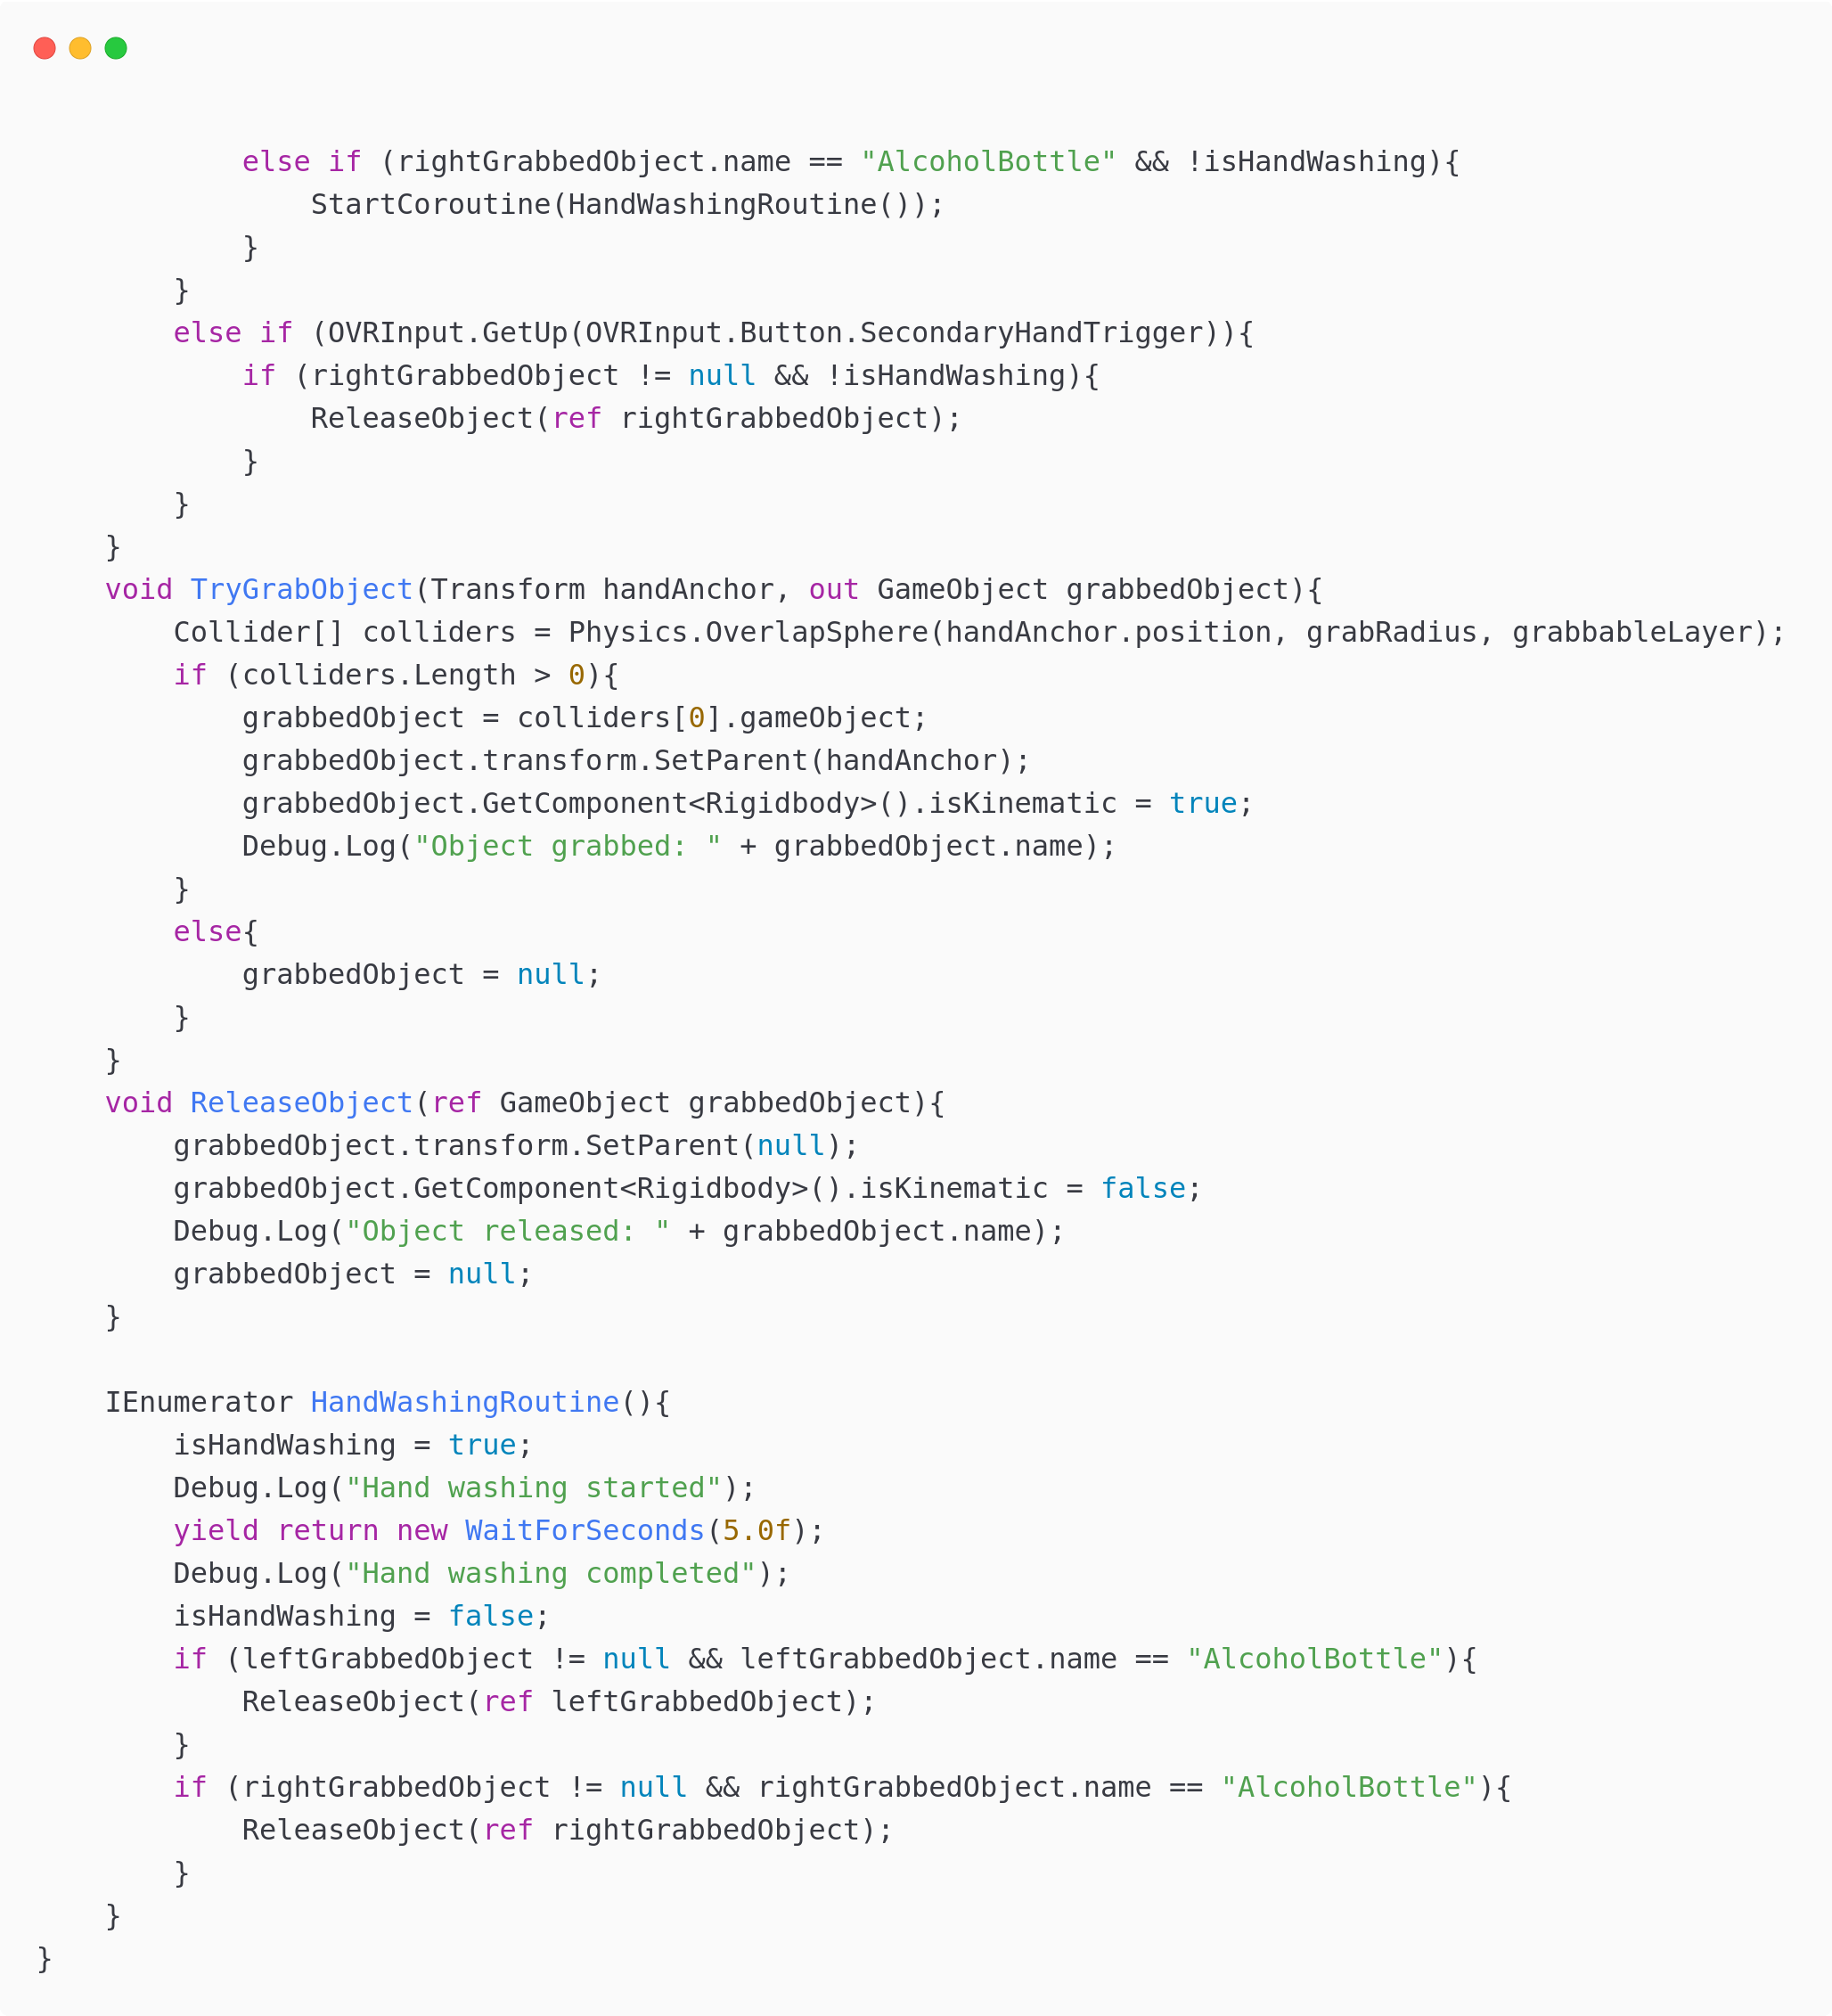 else if (rightGrabbedObject.name == "AlcoholBottle" && !isHandWashing){
                StartCoroutine(HandWashingRoutine());
            }
        }
        else if (OVRInput.GetUp(OVRInput.Button.SecondaryHandTrigger)){
            if (rightGrabbedObject != null && !isHandWashing){
                ReleaseObject(ref rightGrabbedObject);
            }
        }
    }
    void TryGrabObject(Transform handAnchor, out GameObject grabbedObject){
        Collider[] colliders = Physics.OverlapSphere(handAnchor.position, grabRadius, grabbableLayer);
        if (colliders.Length > 0){
            grabbedObject = colliders[0].gameObject;
            grabbedObject.transform.SetParent(handAnchor);
            grabbedObject.GetComponent<Rigidbody>().isKinematic = true;
            Debug.Log("Object grabbed: " + grabbedObject.name);
        }
        else{
            grabbedObject = null;
        }
    }
    void ReleaseObject(ref GameObject grabbedObject){
        grabbedObject.transform.SetParent(null);
        grabbedObject.GetComponent<Rigidbody>().isKinematic = false;
        Debug.Log("Object released: " + grabbedObject.name);
        grabbedObject = null;
    }

    IEnumerator HandWashingRoutine(){
        isHandWashing = true;
        Debug.Log("Hand washing started");
        yield return new WaitForSeconds(5.0f);
        Debug.Log("Hand washing completed");
        isHandWashing = false;
        if (leftGrabbedObject != null && leftGrabbedObject.name == "AlcoholBottle"){
            ReleaseObject(ref leftGrabbedObject);
        }
        if (rightGrabbedObject != null && rightGrabbedObject.name == "AlcoholBottle"){
            ReleaseObject(ref rightGrabbedObject);
        }
    }
}